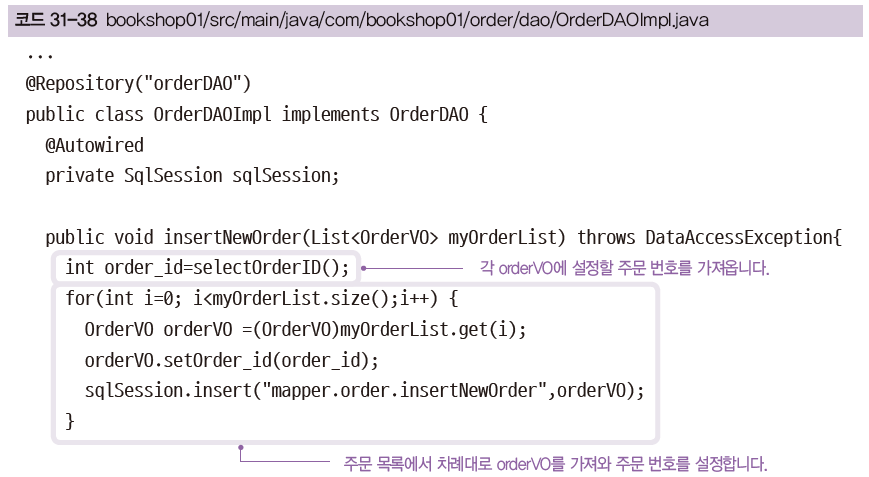 코드 31-38 bookshop01/src/main/java/com/bookshop01/order/dao/OrderDAOImpl.java
...
@Repository("orderDAO")
public class OrderDAOImpl implements OrderDAO {
  @Autowired
  private SqlSession sqlSession;

  public void insertNewOrder(List<OrderVO> myOrderList) throws DataAccessException{
    int order_id=selectOrderID();
각 orderVO에 설정할 주문 번호를 가져옵니다.
    for(int i=0; i<myOrderList.size();i++) {
      OrderVO orderVO =(OrderVO)myOrderList.get(i);
      orderVO.setOrder_id(order_id);
      sqlSession.insert("mapper.order.insertNewOrder",orderVO);
    }
주문 목록에서 차례대로 orderVO를 가져와 주문 번호를 설정합니다.